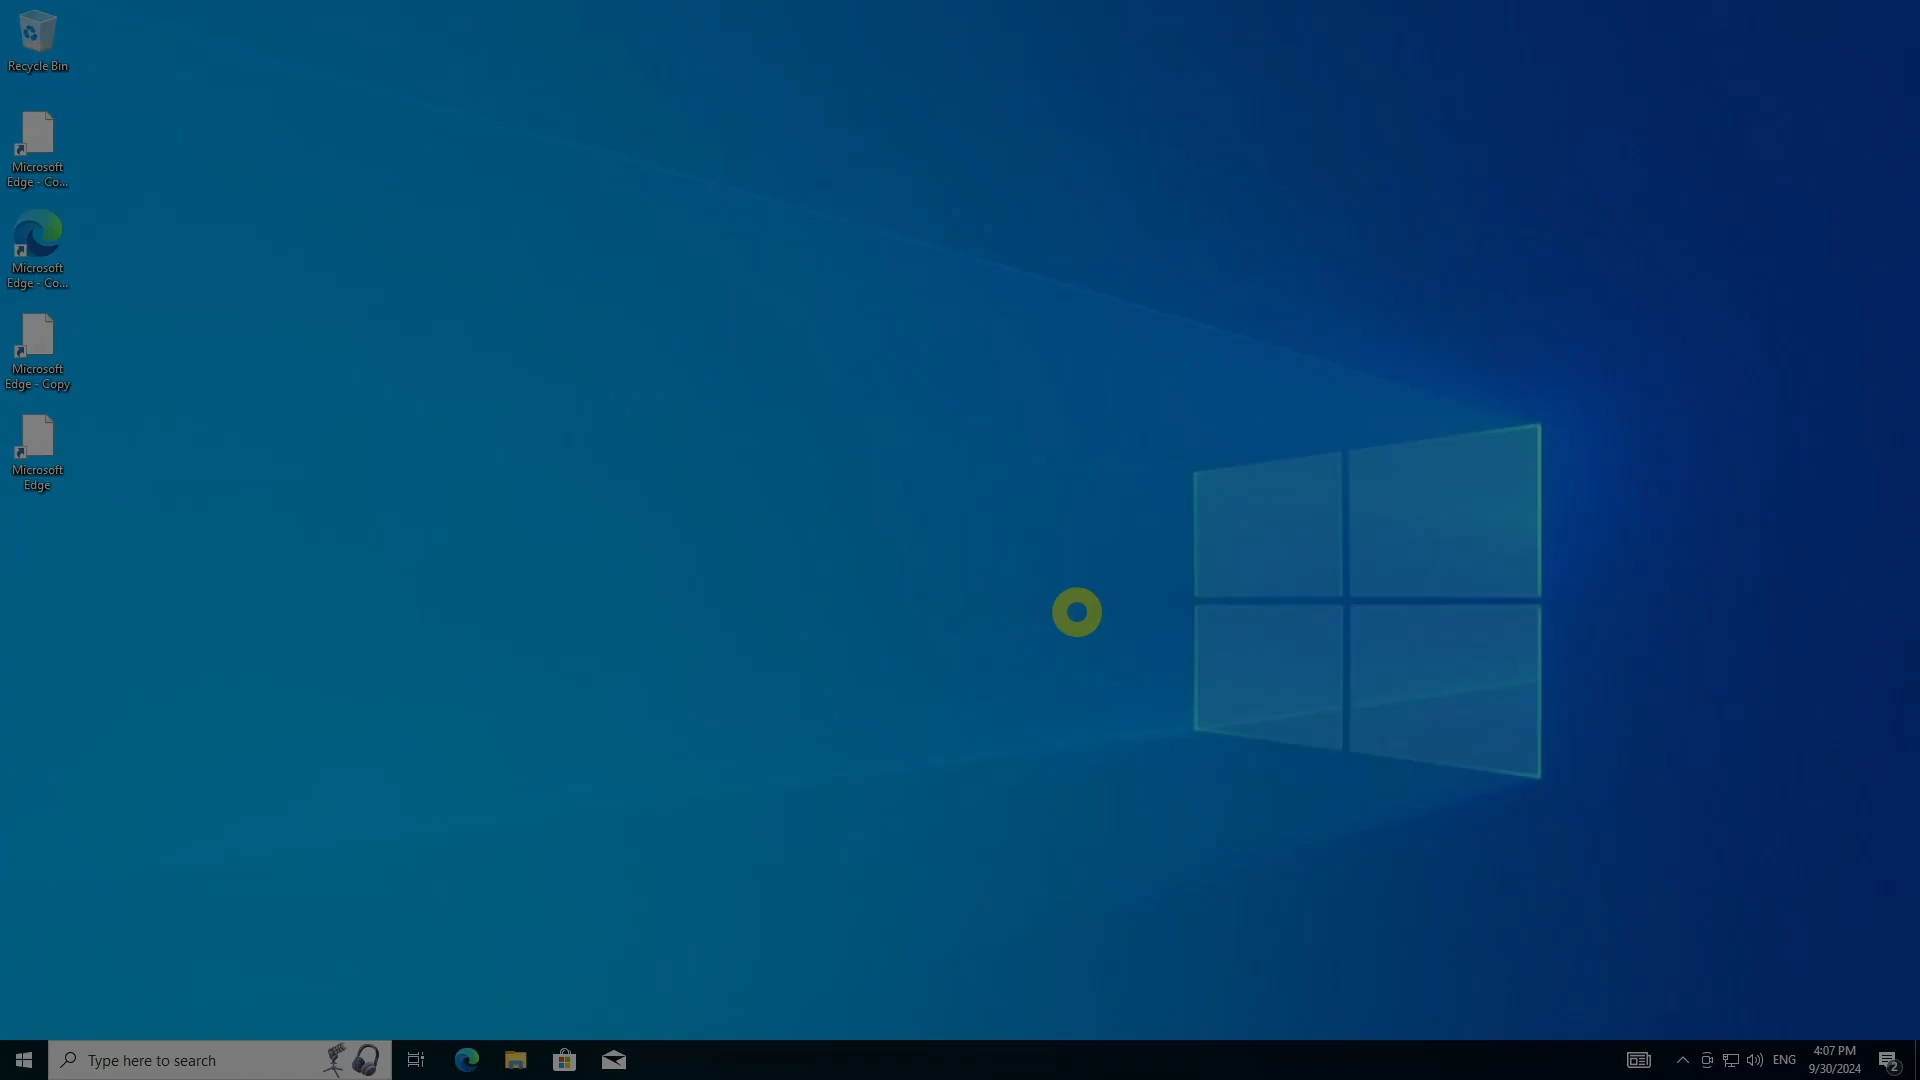 Recycle Bin
Microsoft
Edge - Co...
Microsoft
Edge - Co...
Microsoft
Edge - Copy
Microsoft
Edge
Type here to search
ENG
4:07 PM
9/30/2024
2